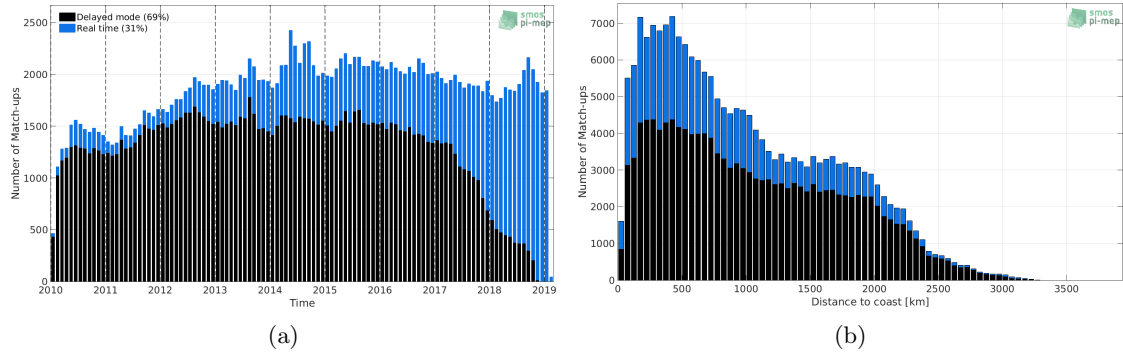 Delayed mode (69%)
Real time (31%)
smos
pi-mep
Number of Match-ups
2500
2000
1500
1000
500
0
2010 2011 2012 2013 2014 2015 2016 2017 2018 2019
Time
(a)
smos
pi-mep
Number of Match-ups
7000
6000
5000
4000
3000
2000
1000
0
0 500 1000 1500 2000 2500 3000 3500
Distance to coast [km]
(b)